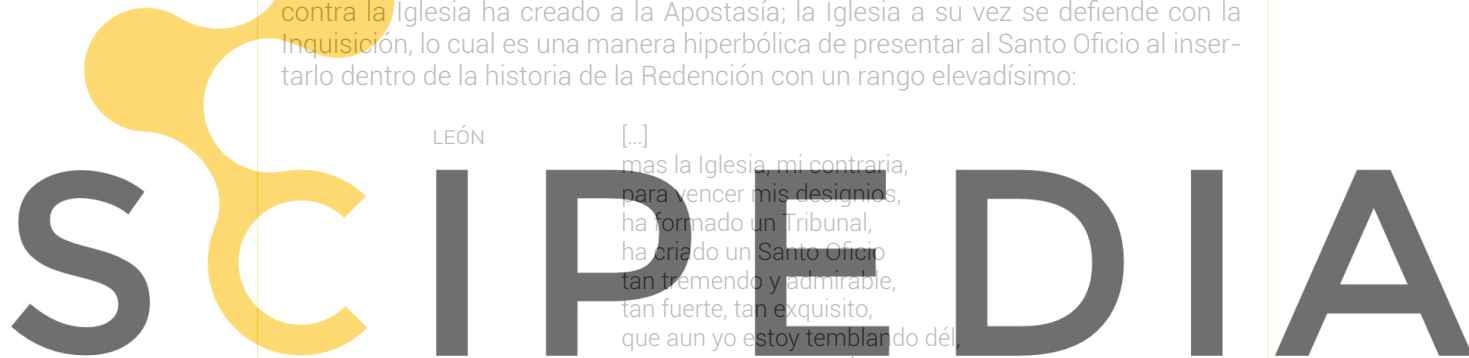 contra la Iglesia ha creado a la Apostasía; la Iglesia a su vez se defiende con la
Inquisición, lo cual es una manera hiperbólica de presentar al Santo Oficio al inser-
tarlo dentro de la historia de la Redención con un rango elevadísimo:
LEÓN [...]
mas la Iglesia, mi contraria,
para vencer mis designios,
ha formado un Tribunal,
ha criado un Santo Oficio
tan tremendo y admirable,
tan fuerte, tan exquisito,
que aun yo estoy temblando dél,
SCIPEDIA